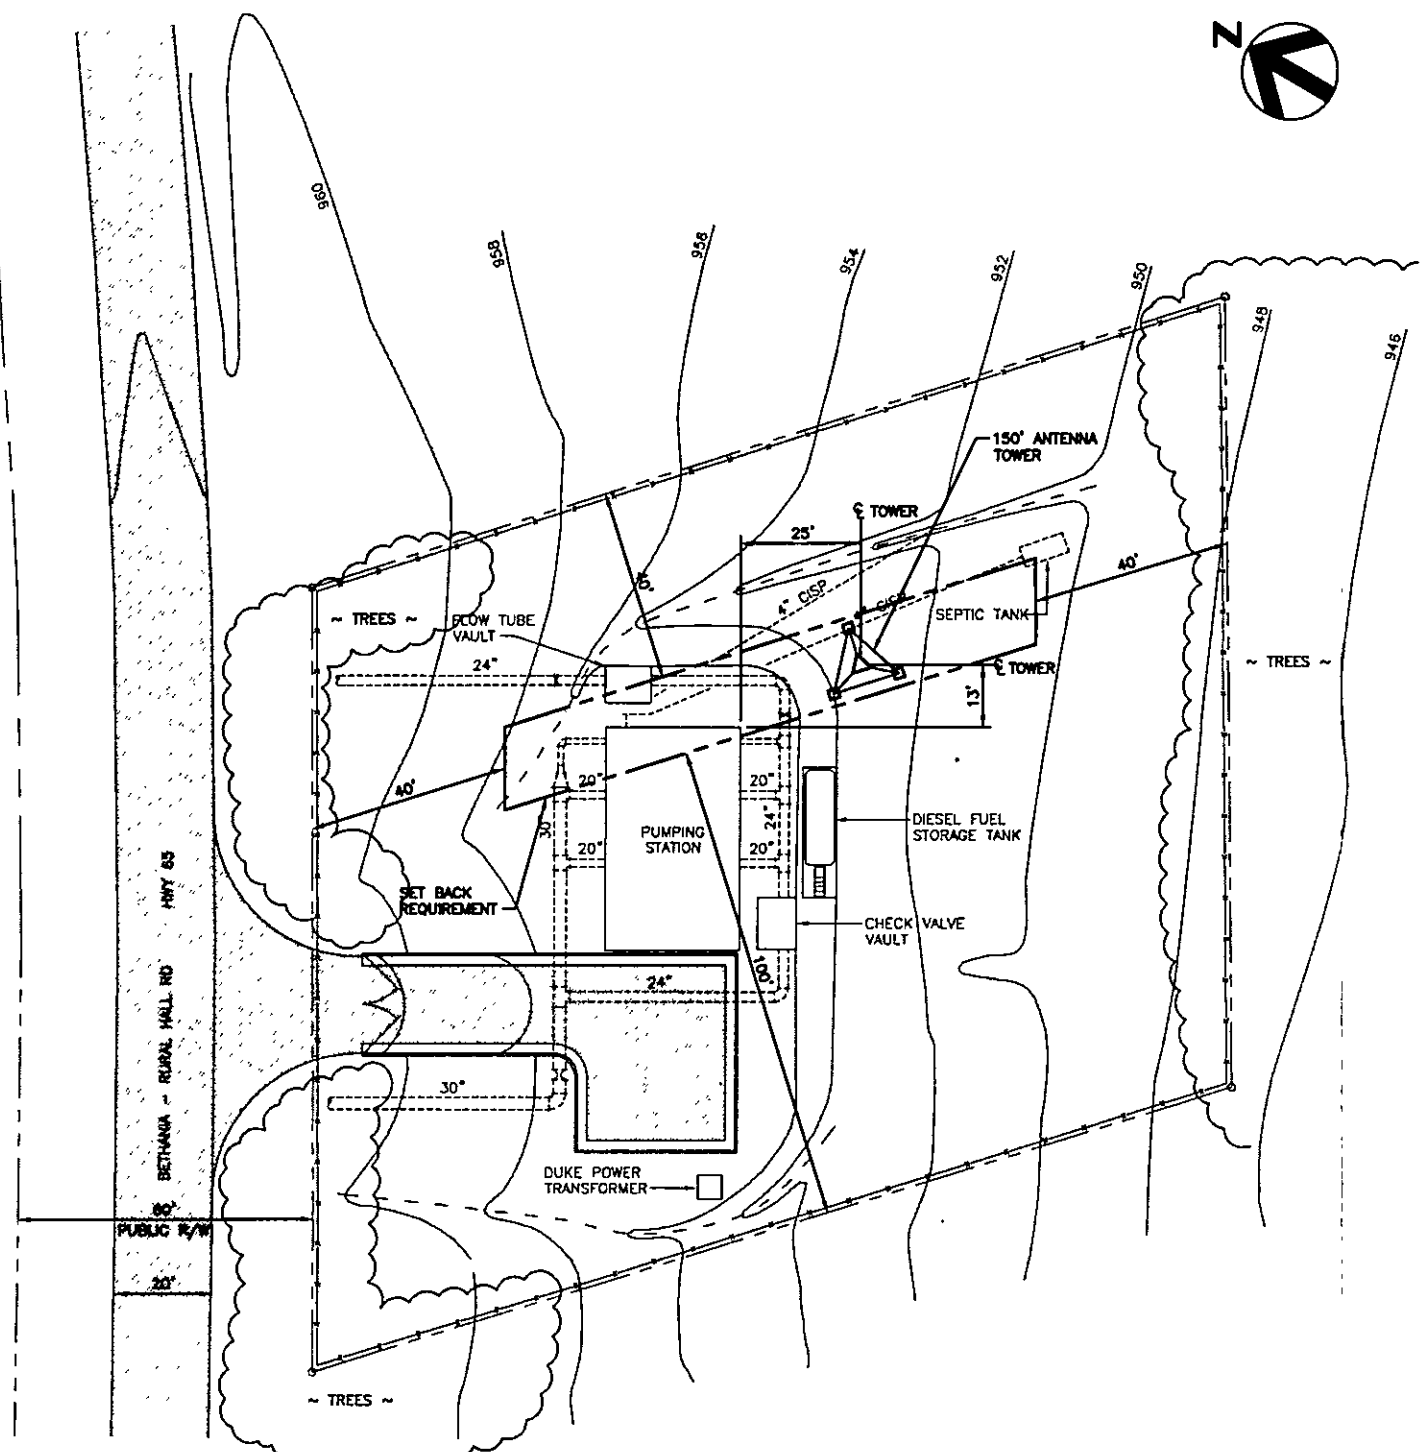 N
560
958
958
954
952
950
948
946
150' ANTENNA
TOWER
℄ TOWER
25'
40'
4" CISP
4" CISP
SEPTIC TANK
~ TREES ~
FLOW TUBE
VAULT
24"
~ TREES ~
℄ TOWER
13'
40'
20"
20"
24"
30"
PUMPING
STATION
20"
20"
DIESEL FUEL
STORAGE TANK
SET BACK
REQUIREMENT
CHECK VALVE
VAULT
100'
24"
BETHANIA - RURAL HALL RD HWY 65
30"
DUKE POWER
TRANSFORMER
60'
PUBLIC R/W
20'
~ TREES ~